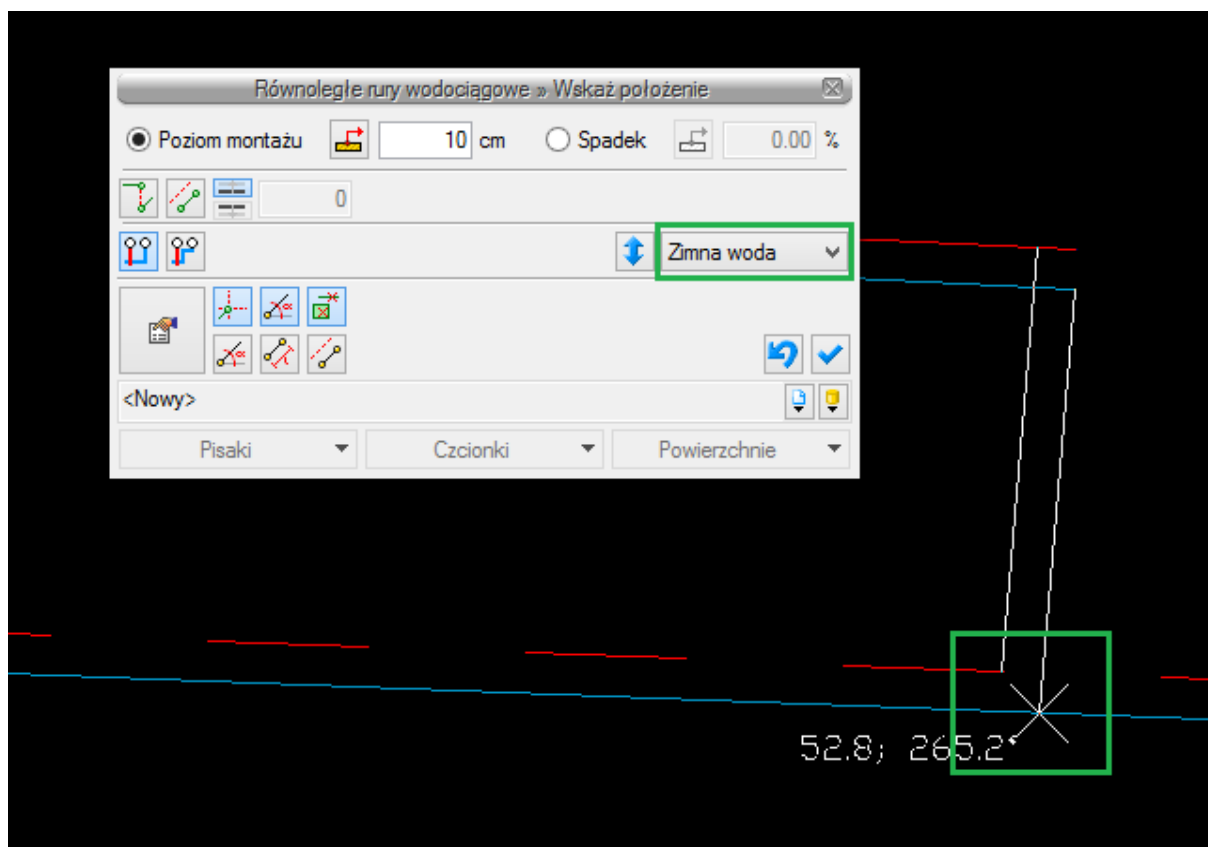 Równoległe rury wodociągowe » Wskaż położenie
Poziom montażu 10 cm Spadek 0.00 %
0
Zimna woda
<Nowy>
Pisaki Czcionki Powierzchnie
52.8; 265.2°